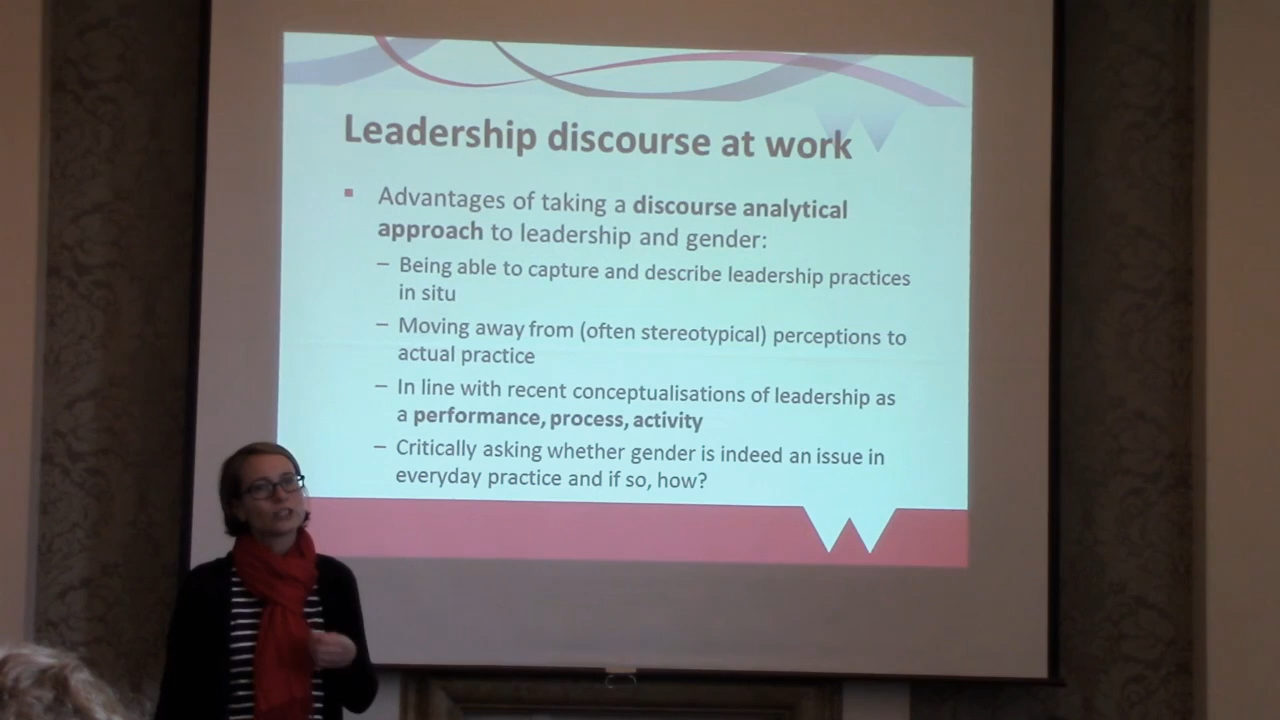 Leadership discourse at work
▪ Advantages of taking a discourse analytical
approach to leadership and gender:
– Being able to capture and describe leadership practices
in situ
– Moving away from (often stereotypical) perceptions to
actual practice
– In line with recent conceptualisations of leadership as
a performance, process, activity
– Critically asking whether gender is indeed an issue in
everyday practice and if so, how?